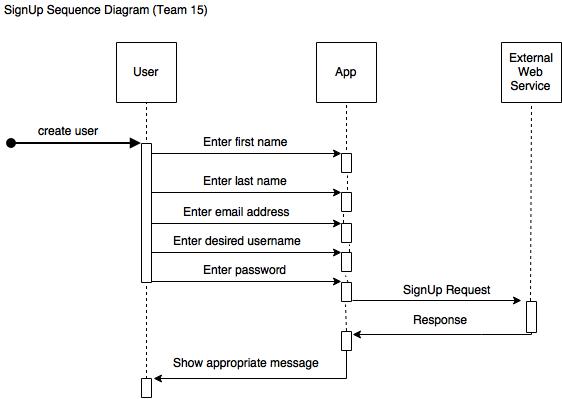 SignUp Sequence Diagram (Team 15)
User
App
External
Web
Service
create user
Enter first name
Enter last name
Enter email address
Enter desired username
Enter password
SignUp Request
Response
Show appropriate message